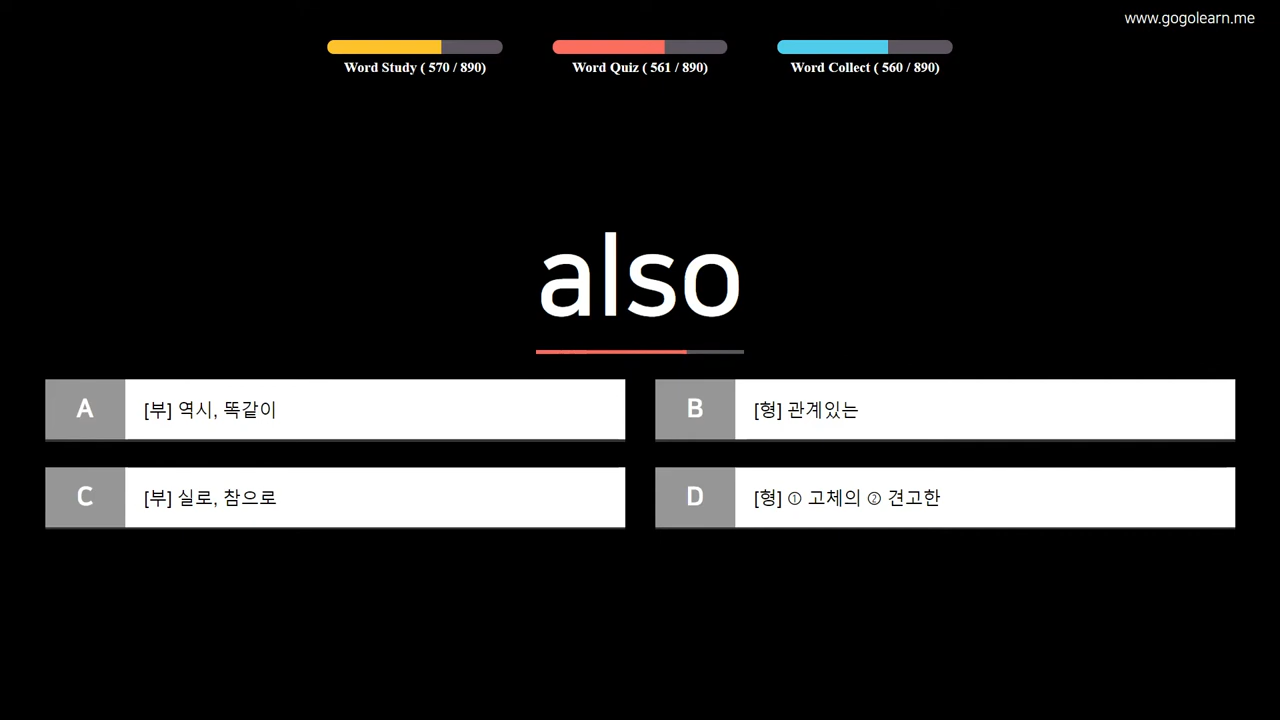 www.gogolearn.me
Word Study ( 570 / 890)
Word Quiz ( 561 / 890)
Word Collect ( 560 / 890)
also
A
[부] 역시, 똑같이
B
[형] 관계있는
C
[부] 실로, 참으로
D
[형] ① 고체의 ② 견고한